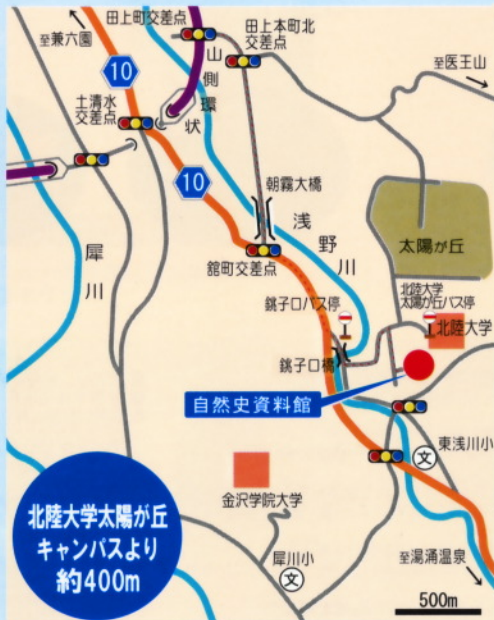 至兼六園
田上町交差点
田上本町北
交差点
至医王山
10
山側環状
土清水
交差点
10
朝霧大橋
浅野川
犀川
太陽が丘
舘町交差点
北陸大学
太陽が丘バス停
銚子口バス停
北陸大学
銚子口橋
自然史資料館
東浅川小
文
金沢学院大学
北陸大学太陽が丘
キャンパスより
約400m
犀川小
文
至湯涌温泉
500m